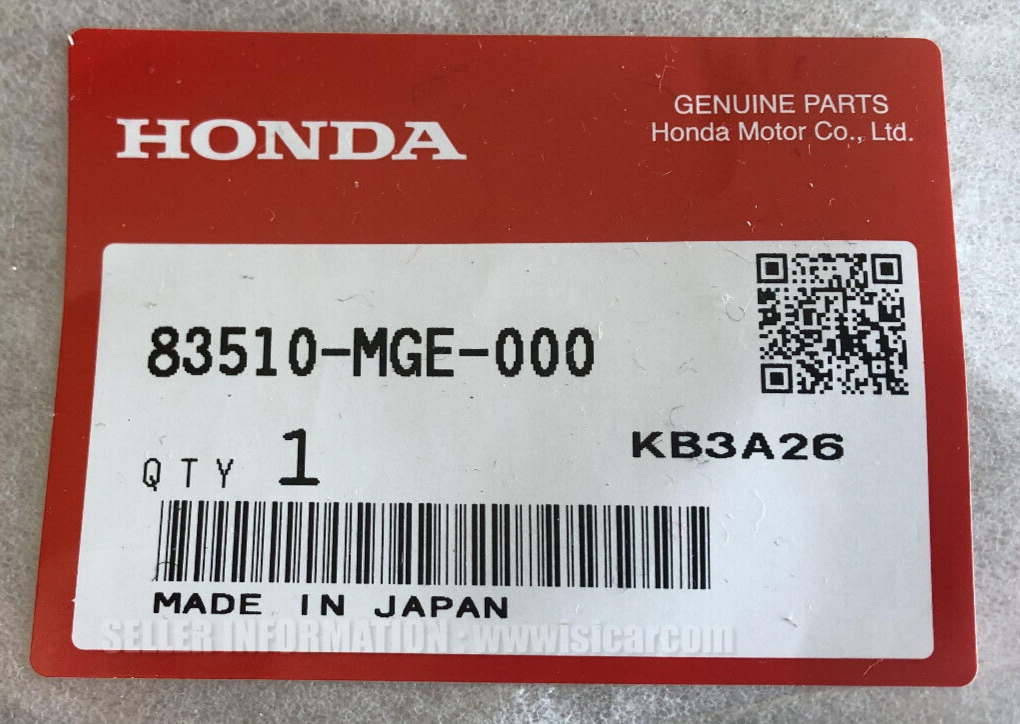 HONDA
GENUINE PARTS
Honda Motor Co., Ltd.
83510-MGE-000
QTY 1
KB3A26
MADE IN JAPAN
SELLER INFORMATION : www.isicar.com